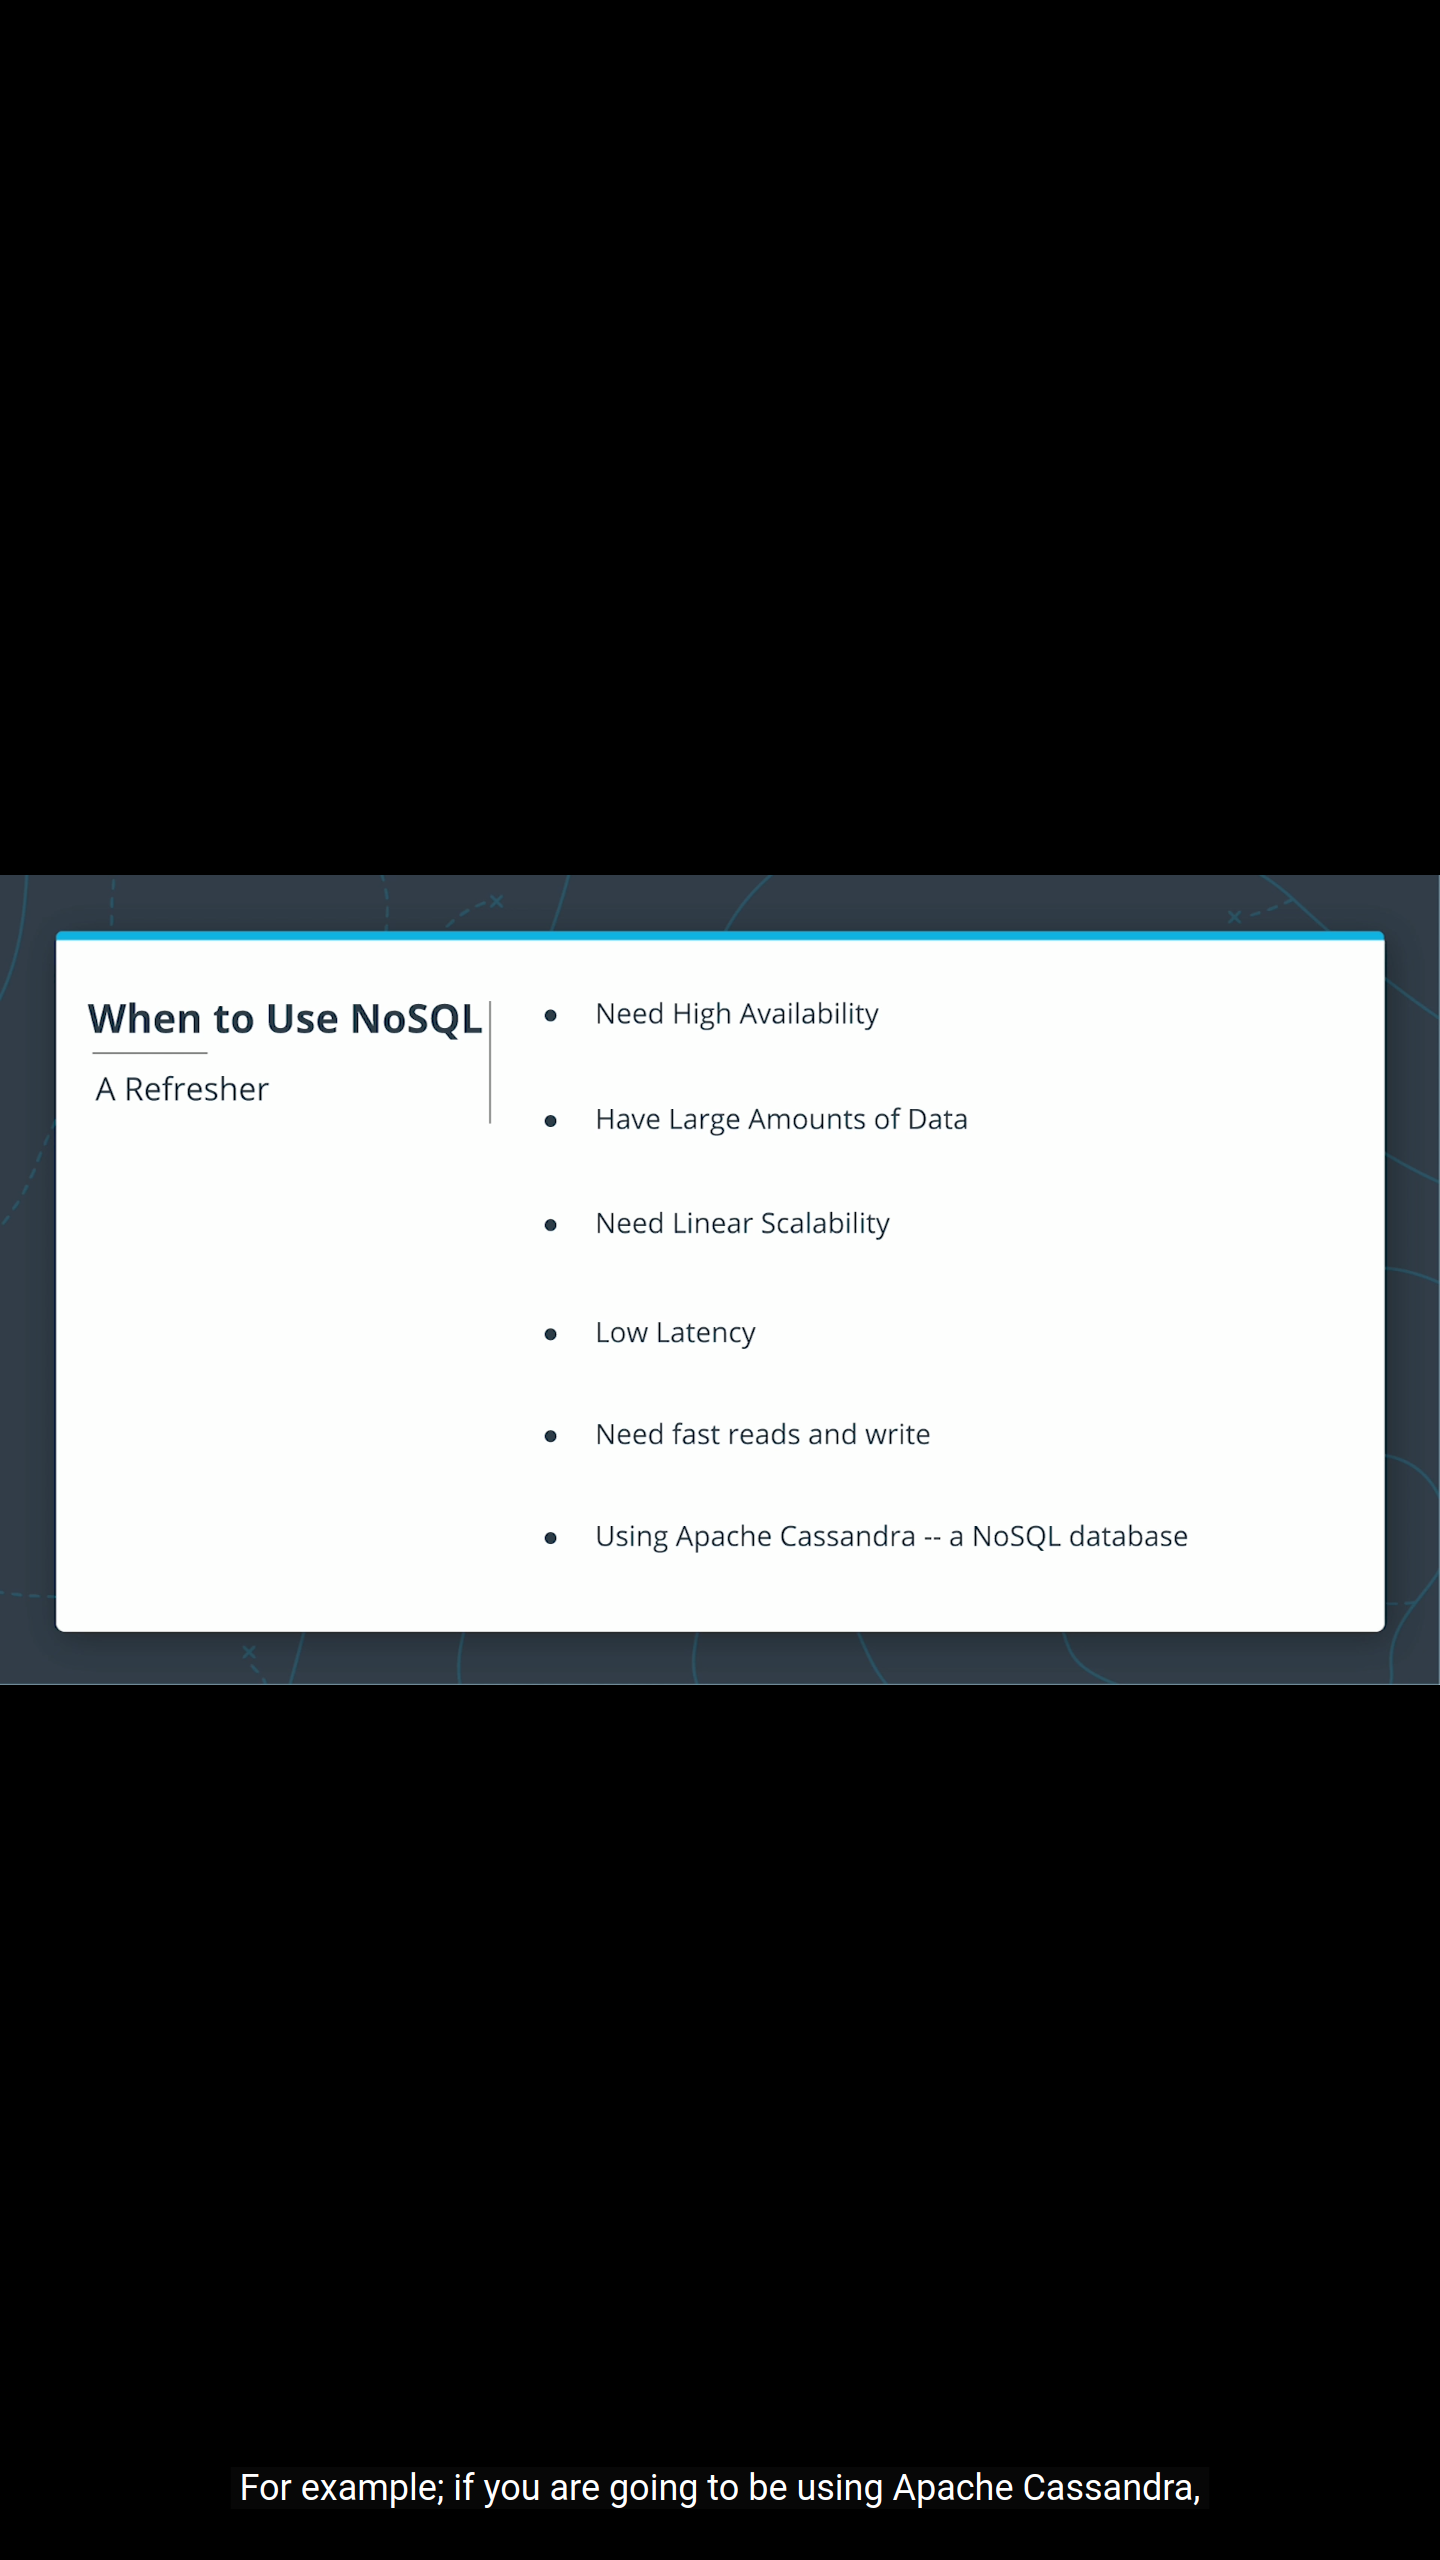 When to Use NoSQL
A Refresher
● Need High Availability
● Have Large Amounts of Data
● Need Linear Scalability
● Low Latency
● Need fast reads and write
● Using Apache Cassandra -- a NoSQL database
For example; if you are going to be using Apache Cassandra,